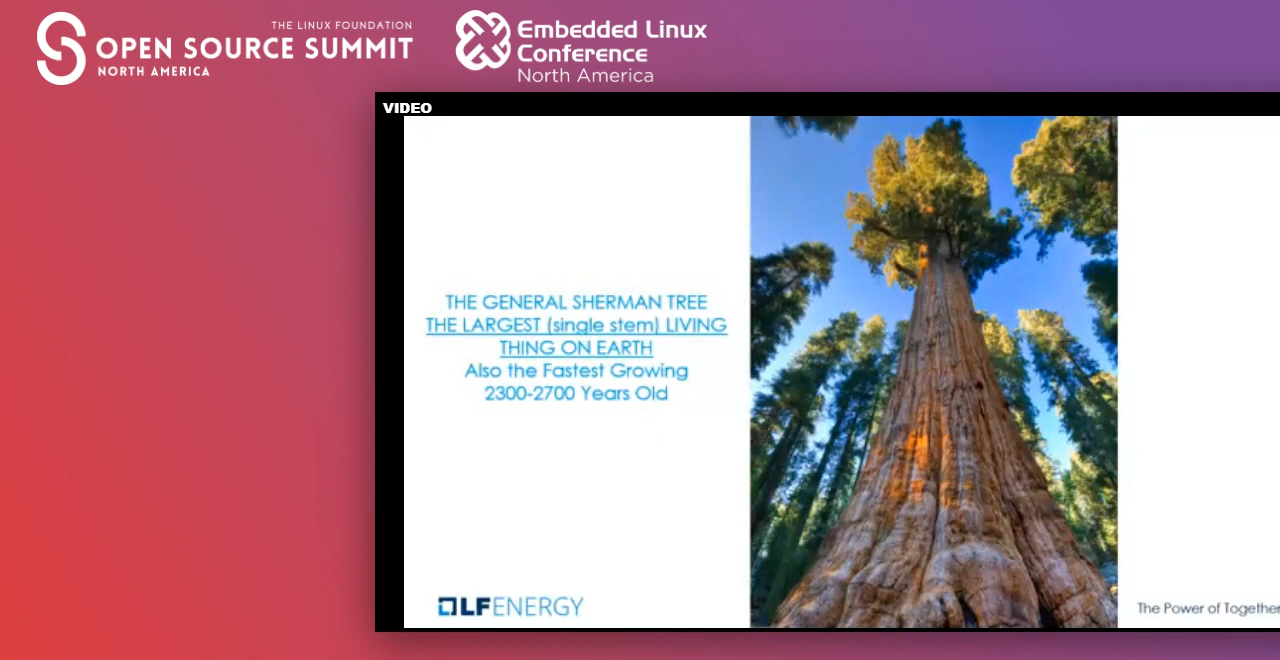 THE LINUX FOUNDATION
OPEN SOURCE SUMMIT
NORTH AMERICA
Embedded Linux
Conference
North America
VIDEO
THE GENERAL SHERMAN TREE
THE LARGEST (single stem) LIVING
THING ON EARTH
Also the Fastest Growing
2300-2700 Years Old
LFENERGY
The Power of Together